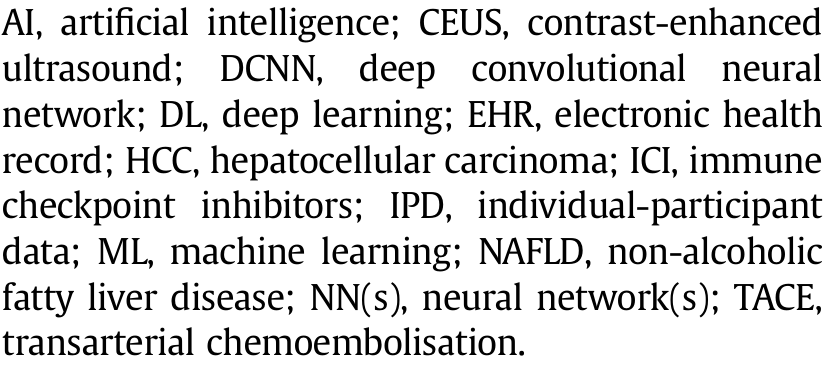 AI, artificial intelligence; CEUS, contrast-enhanced
ultrasound; DCNN, deep convolutional neural
network; DL, deep learning; EHR, electronic health
record; HCC, hepatocellular carcinoma; ICI, immune
checkpoint inhibitors; IPD, individual-participant
data; ML, machine learning; NAFLD, non-alcoholic
fatty liver disease; NN(s), neural network(s); TACE,
transarterial chemoembolisation.